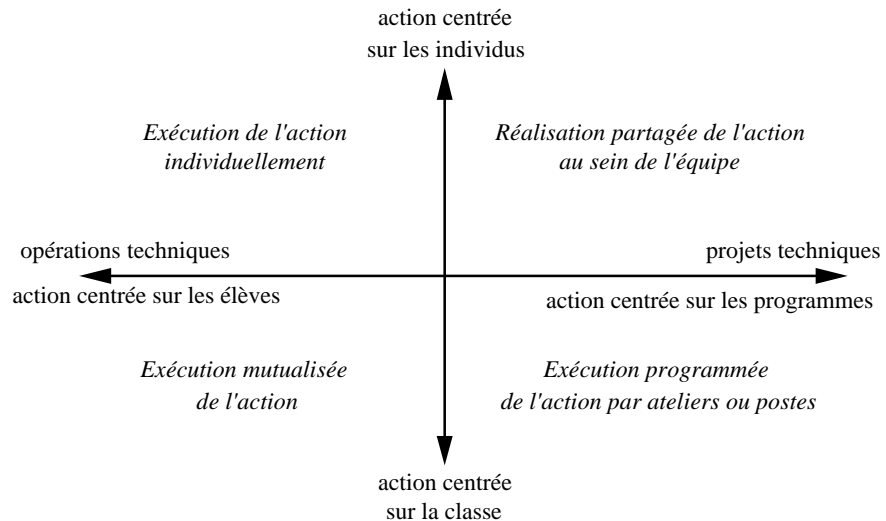 action centrée
sur les individus
Exécution de l'action
individuellement
Réalisation partagée de l'action
au sein de l'équipe
opérations techniques
projets techniques
action centrée sur les élèves
action centrée sur les programmes
Exécution mutualisée
de l'action
Exécution programmée
de l'action par ateliers ou postes
action centrée
sur la classe